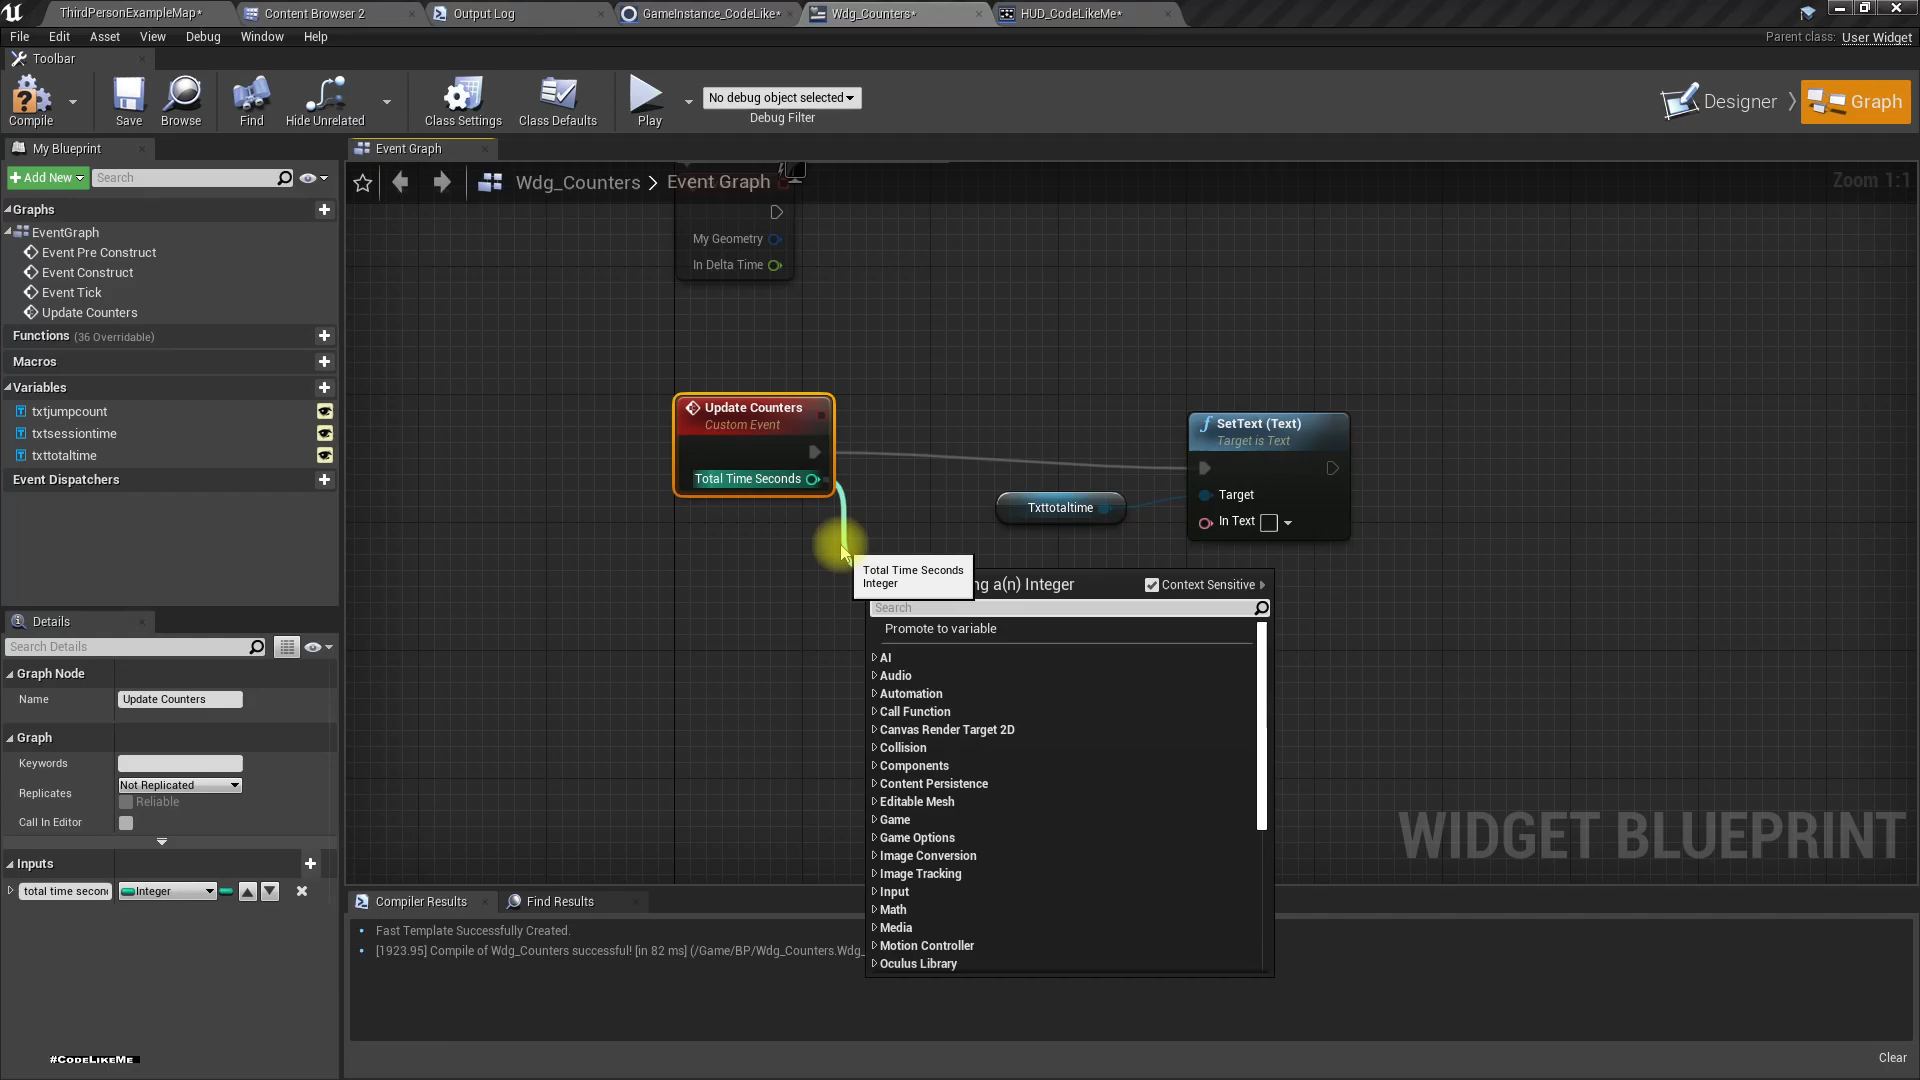 ThirdPersonExampleMap*
Content Browser 2
Output Log
GameInstance_CodeLike*
Wdg_Counters*
HUD_CodeLikeMe*
File Edit Asset View Debug Window Help
Parent class: User Widget
Toolbar
Compile
Save
Browse
Find
Hide Unrelated
Class Settings
Class Defaults
Play
No debug object selected
Debug Filter
Designer
Graph
My Blueprint
Event Graph
Add New
Search
Wdg_Counters > Event Graph
Zoom 1:1
Graphs
EventGraph
Event Pre Construct
Event Construct
Event Tick
Update Counters
Functions (36 Overridable)
Macros
Variables
txtjumpcount
txtsessiontime
txttotaltime
Event Dispatchers
My Geometry
In Delta Time
Update Counters
Custom Event
Total Time Seconds
Txttotaltime
SetText (Text)
Target is Text
Target
In Text
Total Time Seconds
Integer
ng a(n) Integer
Context Sensitive
Search
Promote to variable
AI
Audio
Automation
Call Function
Canvas Render Target 2D
Collision
Components
Content Persistence
Editable Mesh
Game
Game Options
Image Conversion
Image Tracking
Input
Math
Media
Motion Controller
Oculus Library
WIDGET BLUEPRINT
Details
Search Details
Graph Node
Name
Update Counters
Graph
Keywords
Replicates
Not Replicated
Reliable
Call In Editor
Inputs
total time secon
Integer
Compiler Results
Find Results
Fast Template Successfully Created.
[1923.95] Compile of Wdg_Counters successful! [in 82 ms] (/Game/BP/Wdg_Counters.Wdg_
Clear
#CodeLikeMe